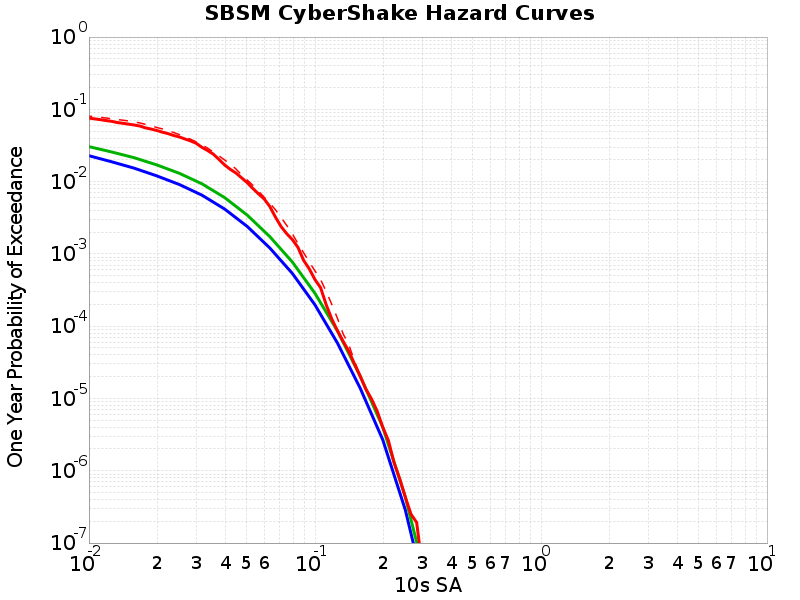 SBSM CyberShake Hazard Curves
One Year Probability of Exceedance
10^0
10^-1
10^-2
10^-3
10^-4
10^-5
10^-6
10^-7
10^-2 2 3 4 5 6 10^-1 2 3 4 5 6 7 10^0 2 3 4 5 6 7 10^1
10s SA